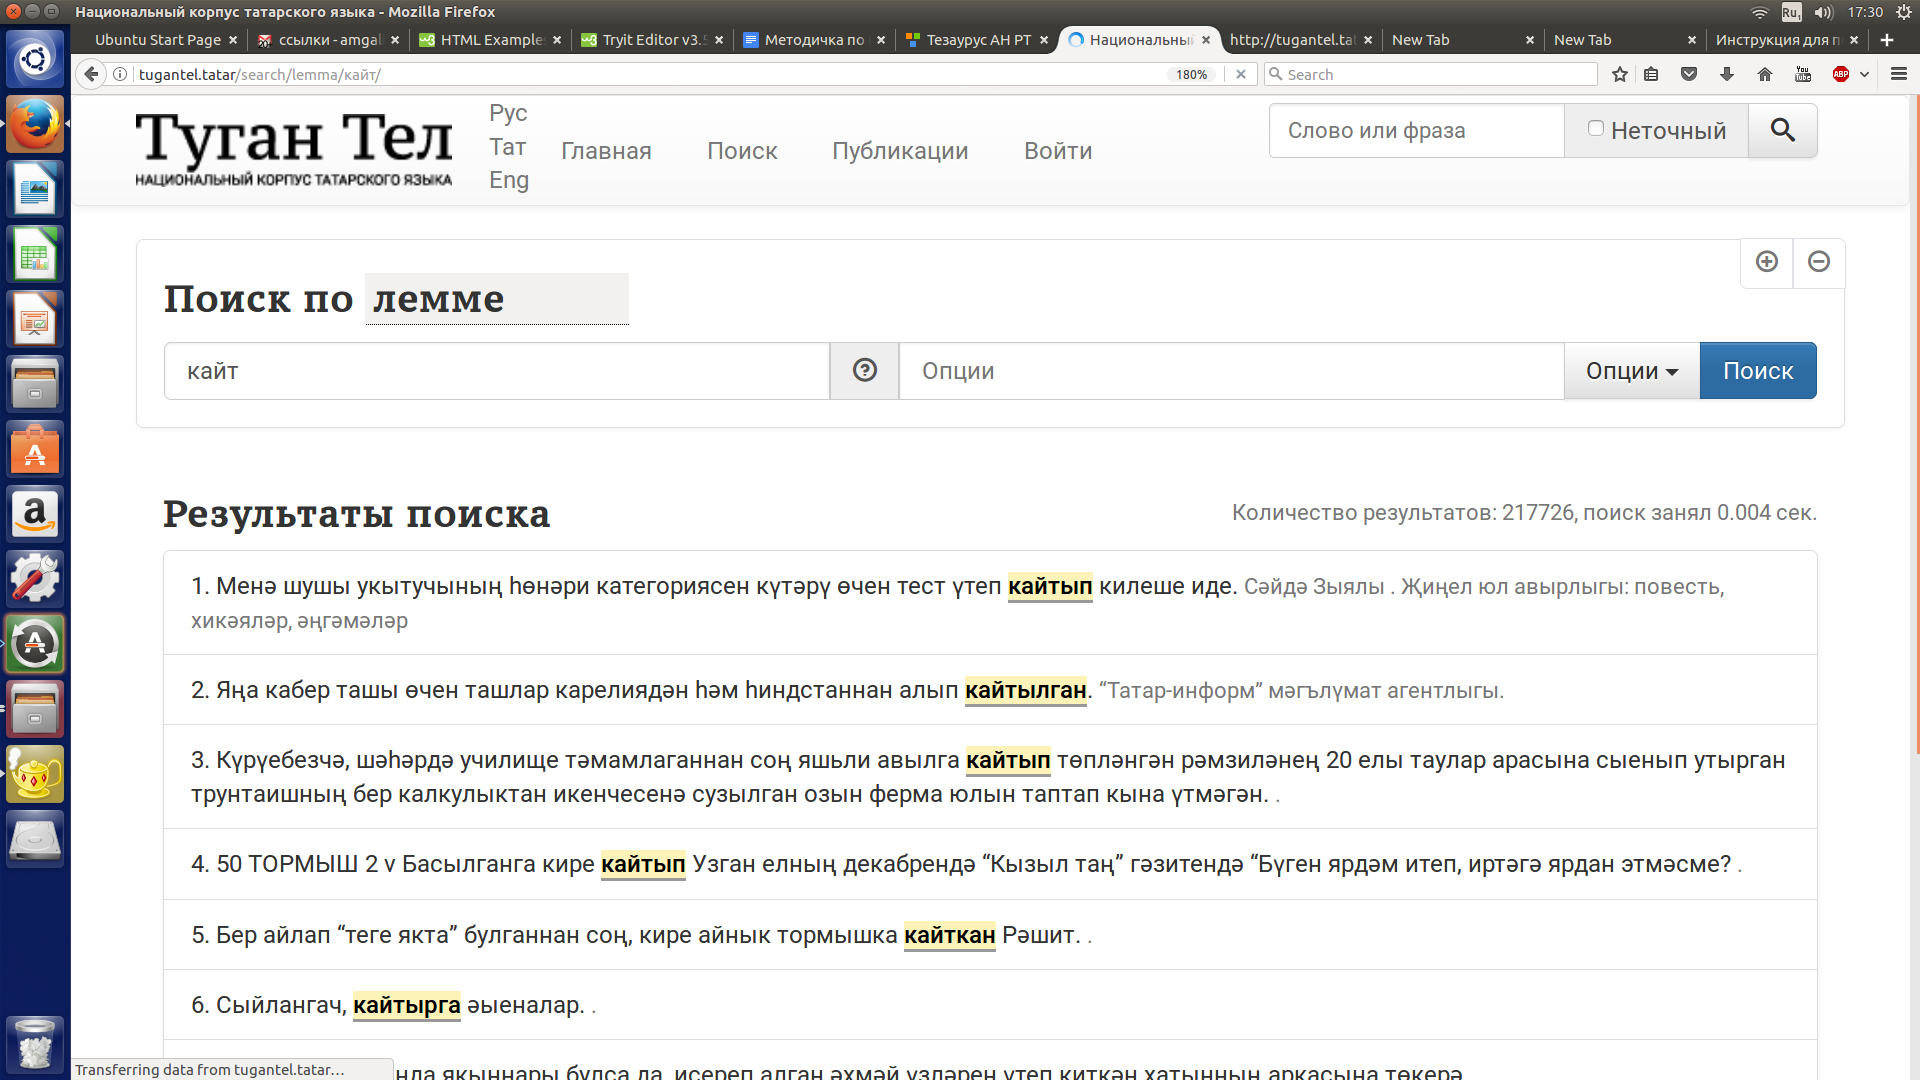 Национальный корпус татарского языка - Mozilla Firefox
Ru1 17:30
Ubuntu Start Page
ссылки - amga
HTML Example
Tryit Editor v3.
Методичка по
Тезаурус АН РТ
Национальны
http://tugantel.tat
New Tab
New Tab
Инструкция для п
tugantel.tatar/search/lemma/кайт/
180%
Search
ABP
Туган Тел
НАЦИОНАЛЬНЫЙ КОРПУС ТАТАРСКОГО ЯЗЫКА
Рус
Тат
Eng
Главная Поиск Публикации Войти
Слово или фраза
Неточный
Поиск по лемме
кайт
Опции
Опции
Поиск
Результаты поиска
Количество результатов: 217726, поиск занял 0.004 сек.
1. Менә шушы укытучының һөнәри категориясен күтәрү өчен тест үтеп кайтып килеше иде. Сәйдә Зыялы . Җиңел юл авырлыгы: повесть,
хикәяләр, әңгәмәләр
2. Яңа кабер ташы өчен ташлар карелиядән һәм һиндстаннан алып кайтылган. “Татар-информ” мәгълүмат агентлыгы.
3. Күрүебезчә, шәһәрдә училище тәмамлаганнан соң яшьли авылга кайтып төпләнгән рәмзиләнең 20 елы таулар арасына сыенып утырган
трунтаишның бер калкулыктан икенчесенә сузылган озын ферма юлын таптап кына үтмәгән. .
4. 50 ТОРМЫШ 2 v Басылганга кире кайтып Узган елның декабрендә “Кызыл таң” гәзитендә “Бүген ярдәм итеп, иртәгә ярдан этмәсме? .
5. Бер айлап “теге якта” булганнан соң, кире айнык тормышка кайткан Рәшит. .
6. Сыйлангач, кайтырга әыеналар. .
нда якыннары булса да, исереп алган әхмәй үзләрен үтеп киткән хатынның аркасына төкерә
Transferring data from tugantel.tatar…